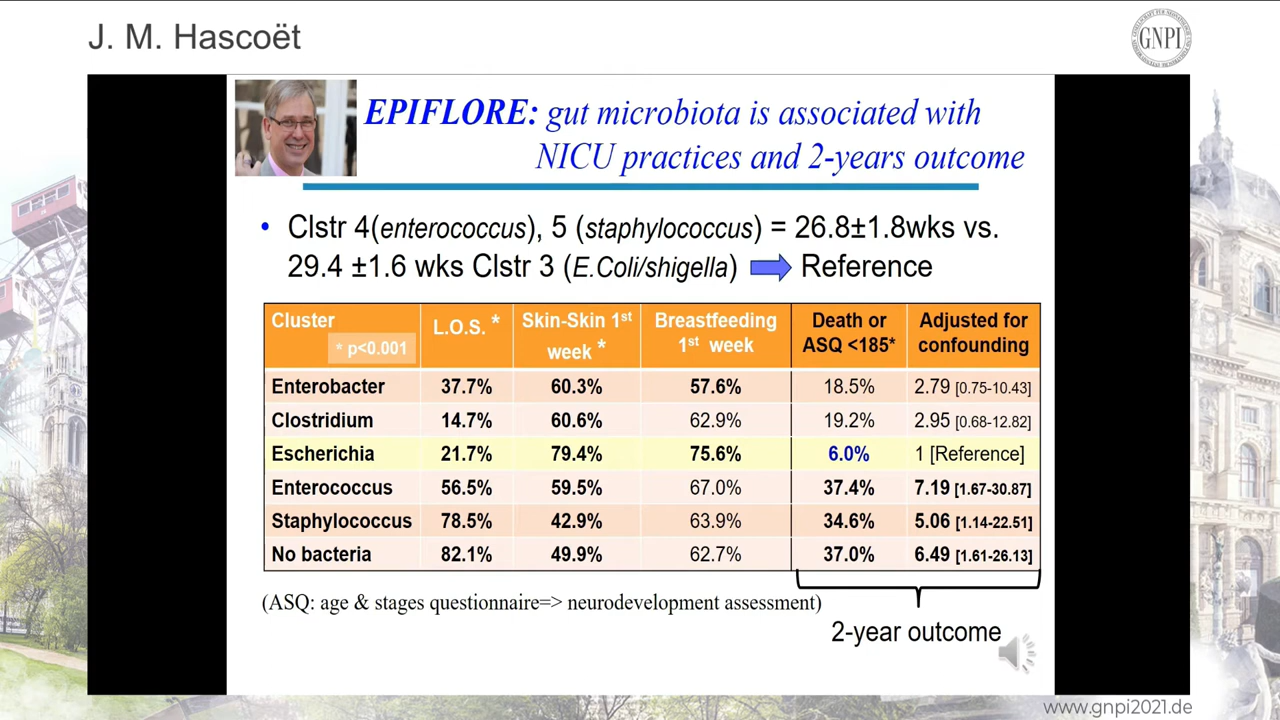 J. M. Hascoët
GNPI
EPIFLORE: gut microbiota is associated with
NICU practices and 2-years outcome
• Clstr 4(enterococcus), 5 (staphylococcus) = 26.8±1.8wks vs.
29.4 ±1.6 wks Clstr 3 (E.Coli/shigella) Reference
Cluster * p<0.001 L.O.S. * Skin-Skin 1st week * Breastfeeding 1st week Death or ASQ <185* Adjusted for confounding
Enterobacter 37.7% 60.3% 57.6% 18.5% 2.79 [0.75-10.43]
Clostridium 14.7% 60.6% 62.9% 19.2% 2.95 [0.68-12.82]
Escherichia 21.7% 79.4% 75.6% 6.0% 1 [Reference]
Enterococcus 56.5% 59.5% 67.0% 37.4% 7.19 [1.67-30.87]
Staphylococcus 78.5% 42.9% 63.9% 34.6% 5.06 [1.14-22.51]
No bacteria 82.1% 49.9% 62.7% 37.0% 6.49 [1.61-26.13]
(ASQ: age & stages questionnaire=> neurodevelopment assessment)
2-year outcome
www.gnpi2021.de